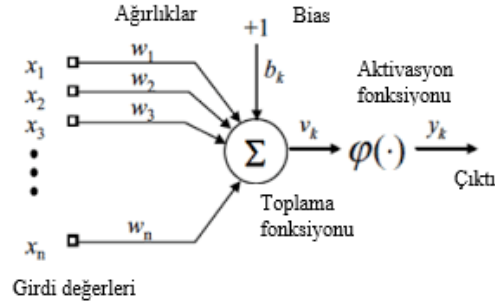 Ağırlıklar
Bias
+1
x₁
w₁
bₖ
Aktivasyon
fonksiyonu
x₂
w₂
x₃
w₃
Σ
vₖ
φ(·)
yₖ
Çıktı
Toplama
fonksiyonu
xₙ
wₙ
Girdi değerleri